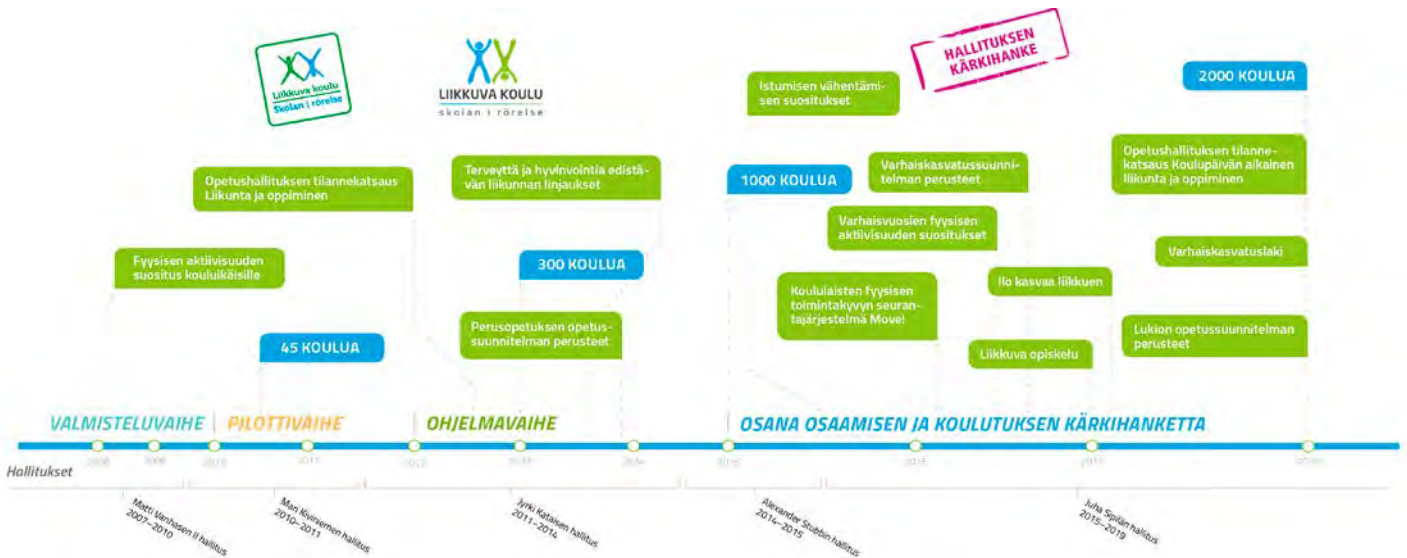 Liikkuva koulu
Skolan i rörelse
LIIKKUVA KOULU
skolan i rörelse
HALLITUKSEN
KÄRKIHANKE
Istumisen vähentämi-
sen suositukset
2000 KOULUA
Opetushallituksen tilannekatsaus
Liikunta ja oppiminen
Terveyttä ja hyvinvointia edistä-
vän liikunnan linjaukset
1000 KOULUA
Varhaiskasvatussuunni-
telman perusteet
Opetushallituksen tilanne-
katsaus Koulupäivän aikainen
liikunta ja oppiminen
Varhaisvuosien fyysisen
aktiivisuuden suositukset
Fyysisen aktiivisuuden
suositus kouluikäisille
300 KOULUA
Varhaiskasvatuslaki
Koululaisten fyysisen
toimintakyvyn seuran-
tajärjestelmä Move!
Ilo kasvaa liikkuen
45 KOULUA
Perusopetuksen opetus-
suunnitelman perusteet
Liikkuva opiskelu
Lukion opetussuunnitelman
perusteet
VALMISTELUVAIHE
PILOTTIVAIHE
OHJELMAVAIHE
OSANA OSAAMISEN JA KOULUTUKSEN KÄRKIHANKETTA
Hallitukset
Matti Vanhasen II hallitus
2007–2010
Mari Kiviniemen hallitus
2010–2011
Jyrki Kataisen hallitus
2011–2014
Alexander Stubbin hallitus
2014–2015
Juha Sipilän hallitus
2015–2019